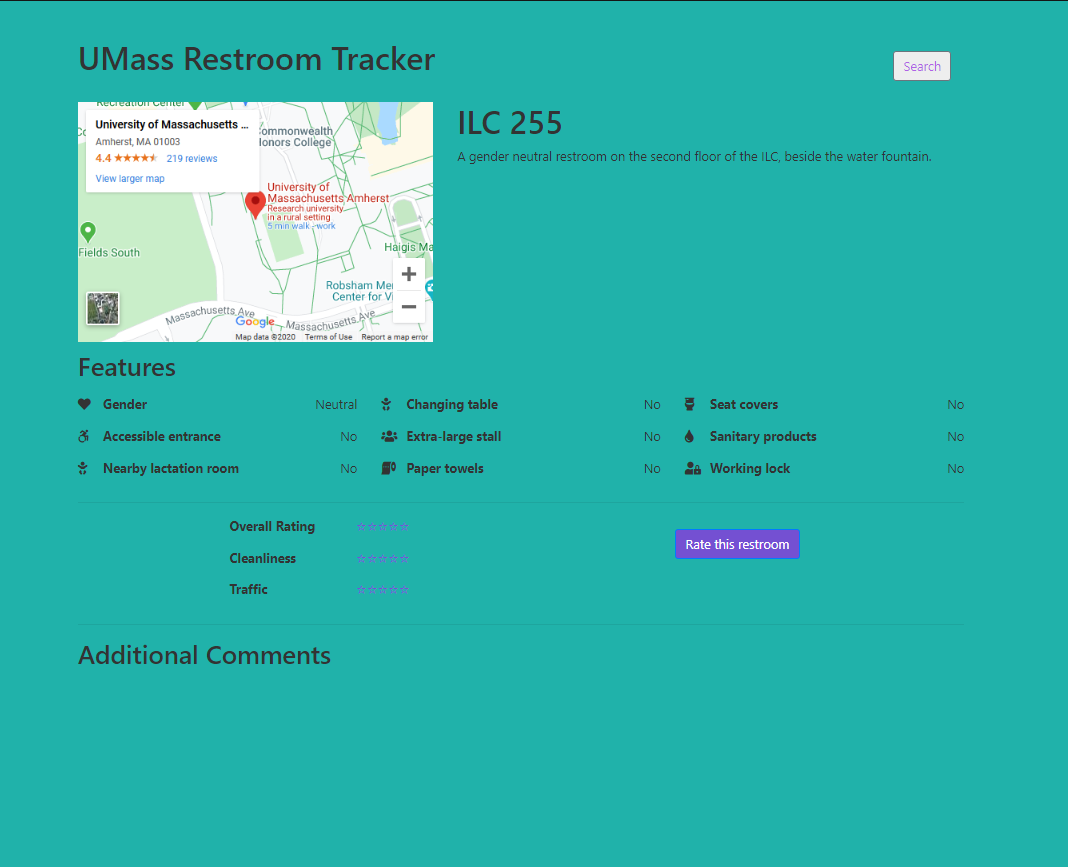 UMass Restroom Tracker
Search
Recreation Center
University of Massachusetts ...
Amherst, MA 01003
4.4 219 reviews
View larger map
Commonwealth
Honors College
University of
Massachusetts Amherst
Research university
in a rural setting
5 min walk - work
Fields South
Haigis Ma
Robsham Me
Center for Vi
Massachusetts Ave
Massachusetts Ave
Google
Map data ©2020 Terms of Use Report a map error
ILC 255
A gender neutral restroom on the second floor of the ILC, beside the water fountain.
Features
Gender Neutral Changing table No Seat covers No
Accessible entrance No Extra-large stall No Sanitary products No
Nearby lactation room No Paper towels No Working lock No
Overall Rating ☆☆☆☆☆
Rate this restroom
Cleanliness ☆☆☆☆☆
Traffic ☆☆☆☆☆
Additional Comments